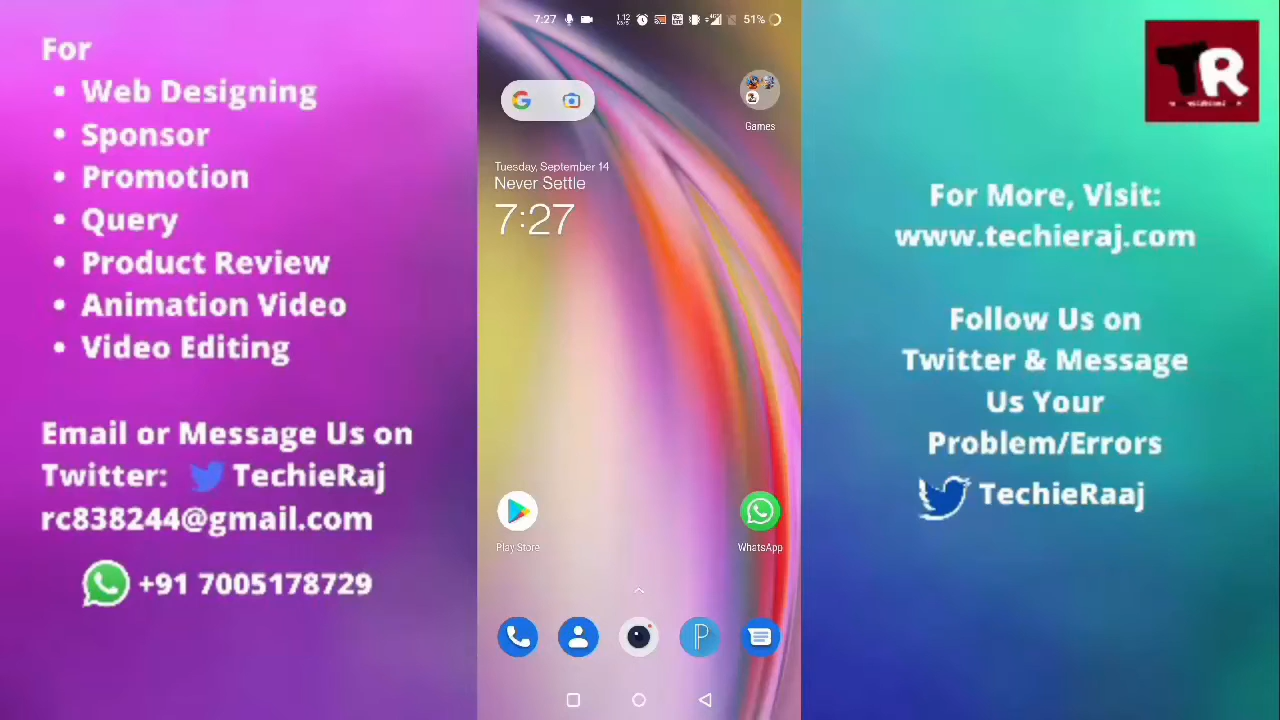 For
• Web Designing
• Sponsor
• Promotion
• Query
• Product Review
• Animation Video
• Video Editing
Email or Message Us on
Twitter: TechieRaj
rc838244@gmail.com
+91 7005178729
7:27
51%
Games
Tuesday, September 14
Never Settle
7:27
Play Store
WhatsApp
TR
For More, Visit:
www.techieraj.com
Follow Us on
Twitter & Message
Us Your
Problem/Errors
TechieRaaj